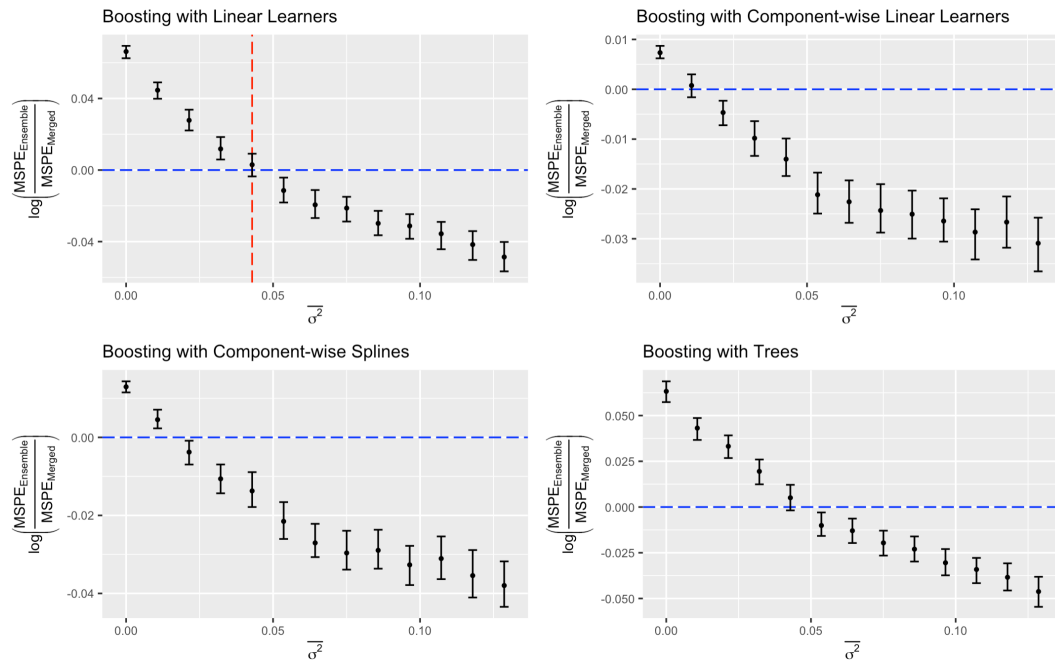 Boosting with Linear Learners
0.04
0.00
-0.04
log(MSPE_Ensemble / MSPE_Merged)
0.00 0.05 0.10
σ²
Boosting with Component-wise Linear Learners
0.01
0.00
-0.01
-0.02
-0.03
log(MSPE_Ensemble / MSPE_Merged)
0.00 0.05 0.10
σ²
Boosting with Component-wise Splines
0.00
-0.02
-0.04
log(MSPE_Ensemble / MSPE_Merged)
0.00 0.05 0.10
σ²
Boosting with Trees
0.050
0.025
0.000
-0.025
-0.050
log(MSPE_Ensemble / MSPE_Merged)
0.00 0.05 0.10
σ²